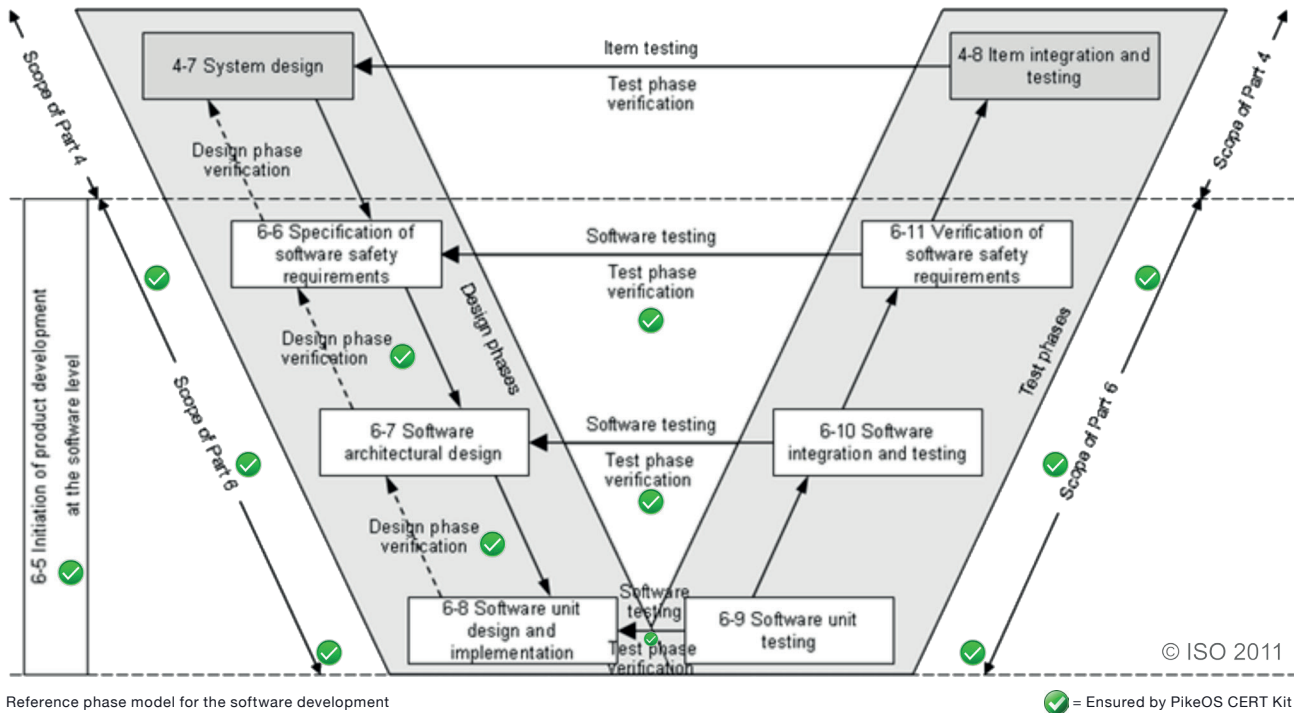 Scope of Part 4
4-7 System design
Item testing
Test phase
verification
4-8 Item integration and
testing
Scope of Part 4
Design phase
verification
6-6 Specification of
software safety
requirements
Software testing
Test phase
verification
6-11 Verification of
software safety
requirements
6-5 Initiation of product development
at the software level
Scope of Part 6
Design phase
verification
Design phases
Test phases
Scope of Part 6
6-7 Software
architectural design
Software testing
Test phase
verification
6-10 Software
integration and testing
Design phase
verification
6-8 Software unit
design and
implementation
Software
testing
Test phase
verification
6-9 Software unit
testing
© ISO 2011
Reference phase model for the software development
= Ensured by PikeOS CERT Kit